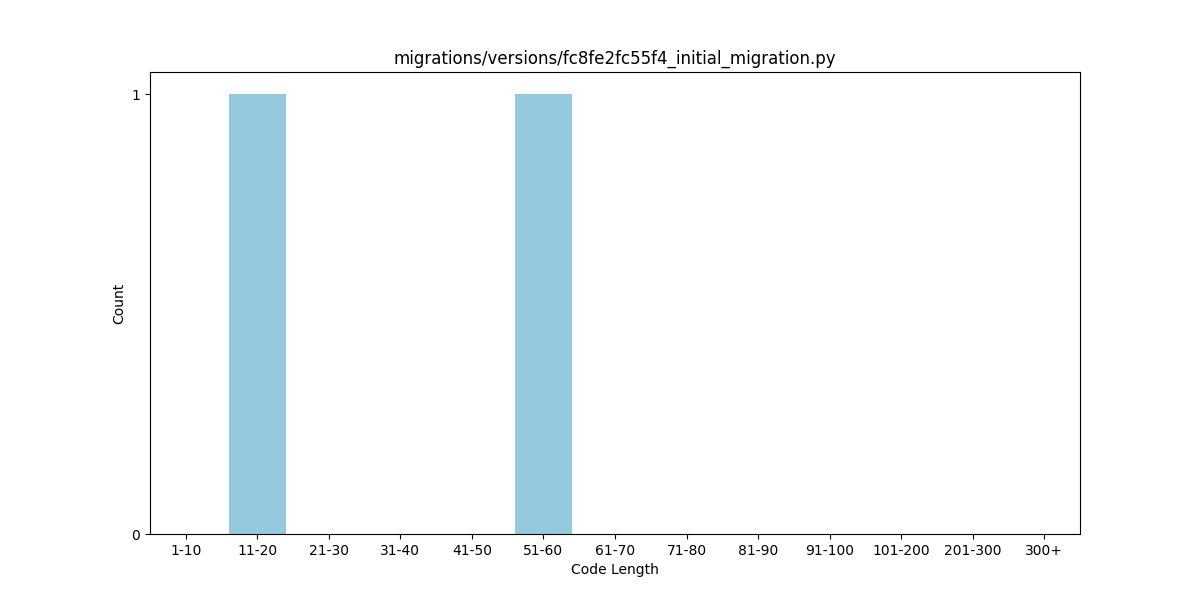 migrations/versions/fc8fe2fc55f4_initial_migration.py
1
Count
0
1-10 11-20 21-30 31-40 41-50 51-60 61-70 71-80 81-90 91-100 101-200 201-300 300+
Code Length